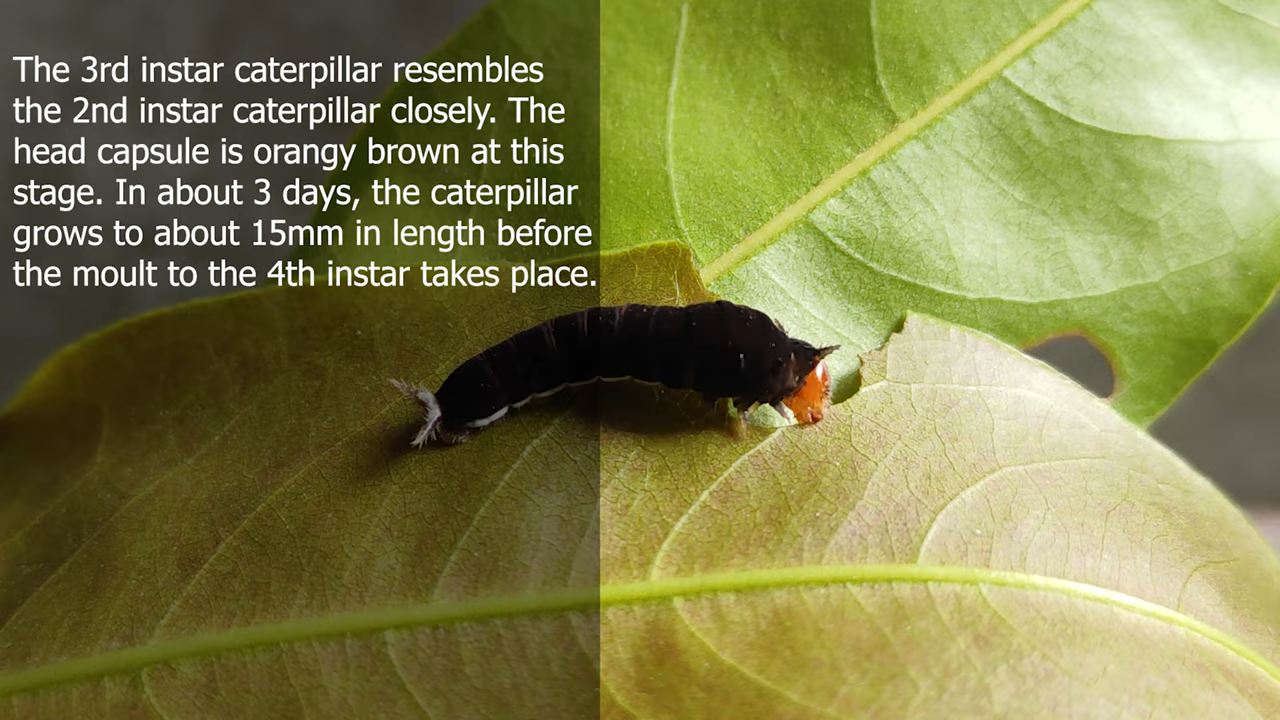 The 3rd instar caterpillar resembles
the 2nd instar caterpillar closely. The
head capsule is orangy brown at this
stage. In about 3 days, the caterpillar
grows to about 15mm in length before
the moult to the 4th instar takes place.